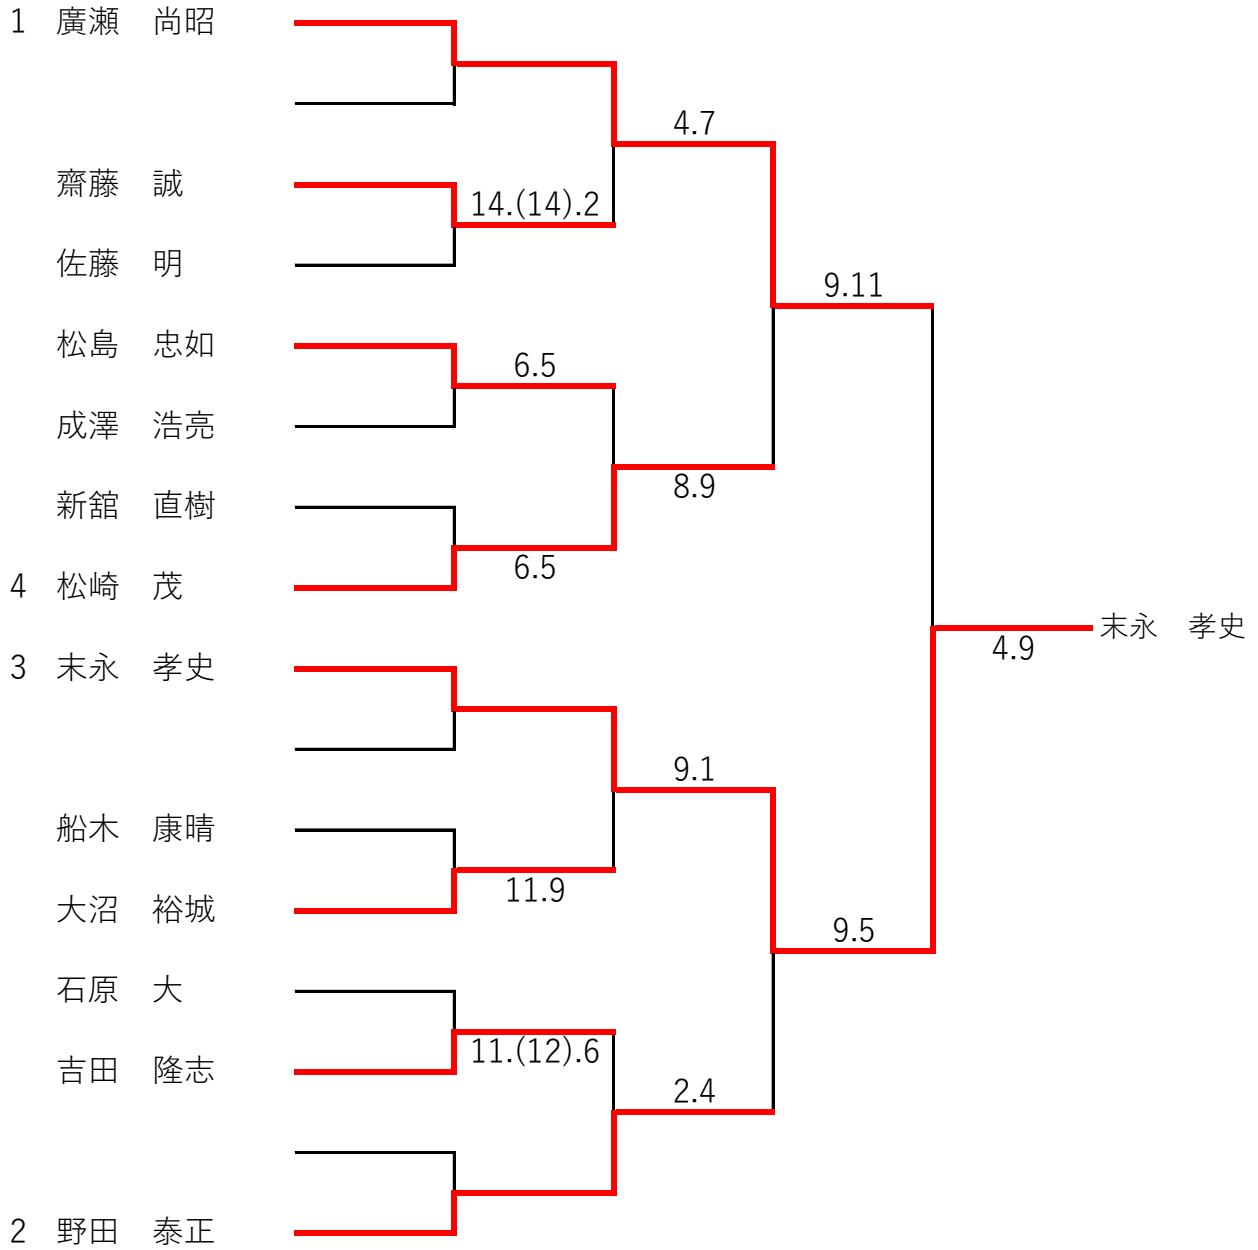 1 廣瀬 尚昭
4.7
齋藤 誠
14.(14).2
佐藤 明
9.11
松島 忠如
6.5
成澤 浩亮
8.9
新舘 直樹
6.5
4 松崎 茂
末永 孝史
4.9
3 末永 孝史
9.1
船木 康晴
11.9
大沼 裕城
9.5
石原 大
11.(12).6
吉田 隆志
2.4
2 野田 泰正